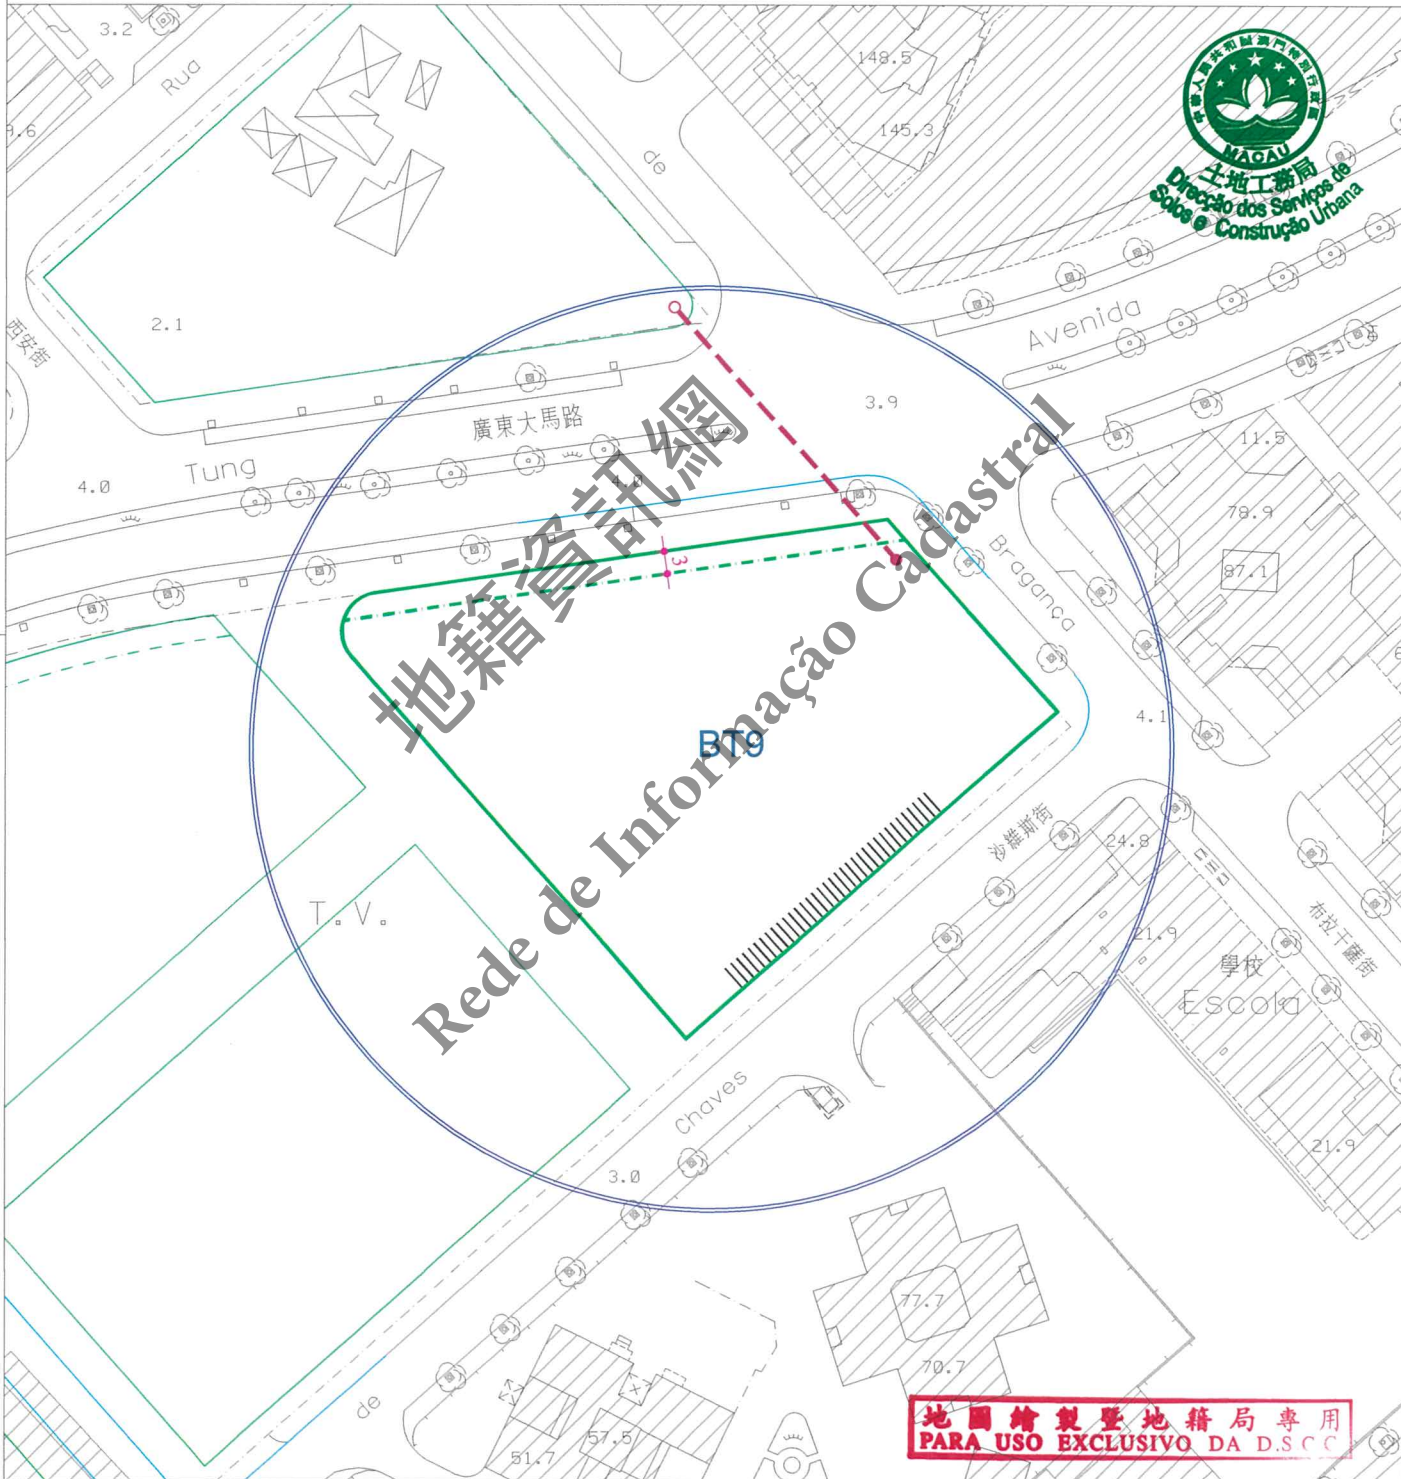 3.2
Rua
148.5
145.3
9.6
中華人民共和國澳門特別行政區
MACAU
土地工務局
Direcção dos Serviços de
Solos e Construção Urbana
de
2.1
西安街
Avenida
3.9
廣東大馬路
Tung
4.0
4.0
11.5
78.9
87.1
Bragança
3
地籍資訊網
Rede de Informação Cadastral
BT9
4.1
沙維斯街
24.8
T.V.
21.9
布拉干薩街
學校
Escola
Chaves
21.9
3.0
77.7
70.7
de
57.5
51.7
地圖繪製暨地籍局專用
PARA USO EXCLUSIVO DA D.S.C.C